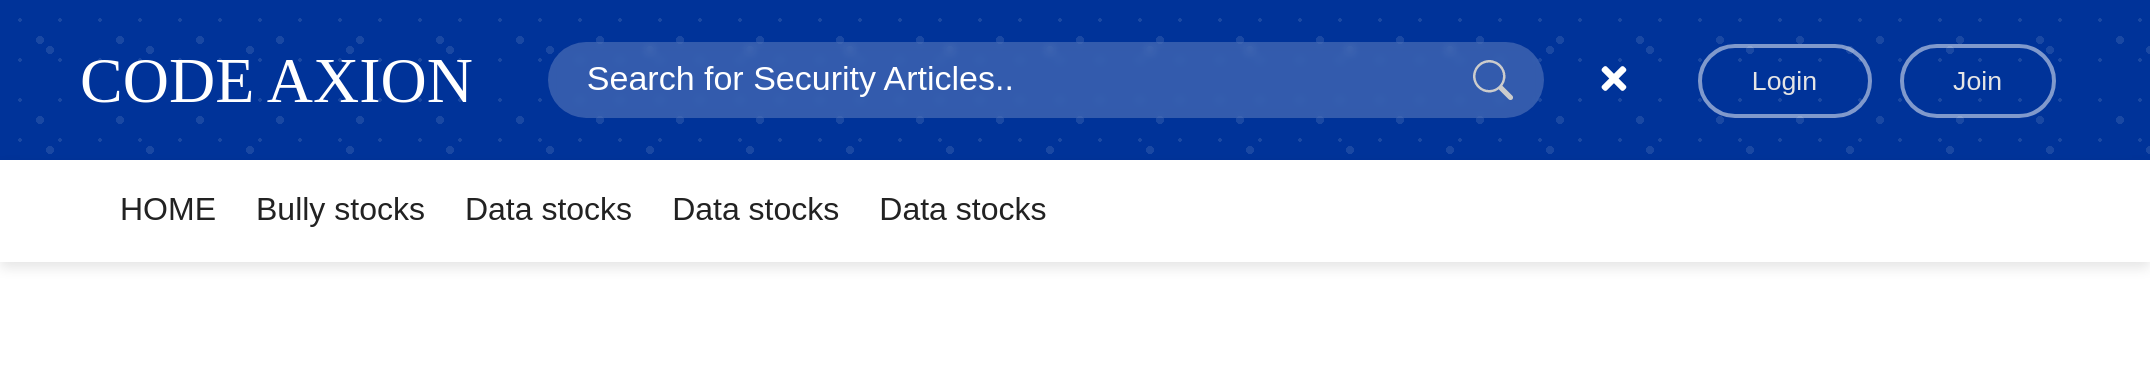 CODE AXION
Search for Security Articles..
Login
Join
HOME Bully stocks Data stocks Data stocks Data stocks